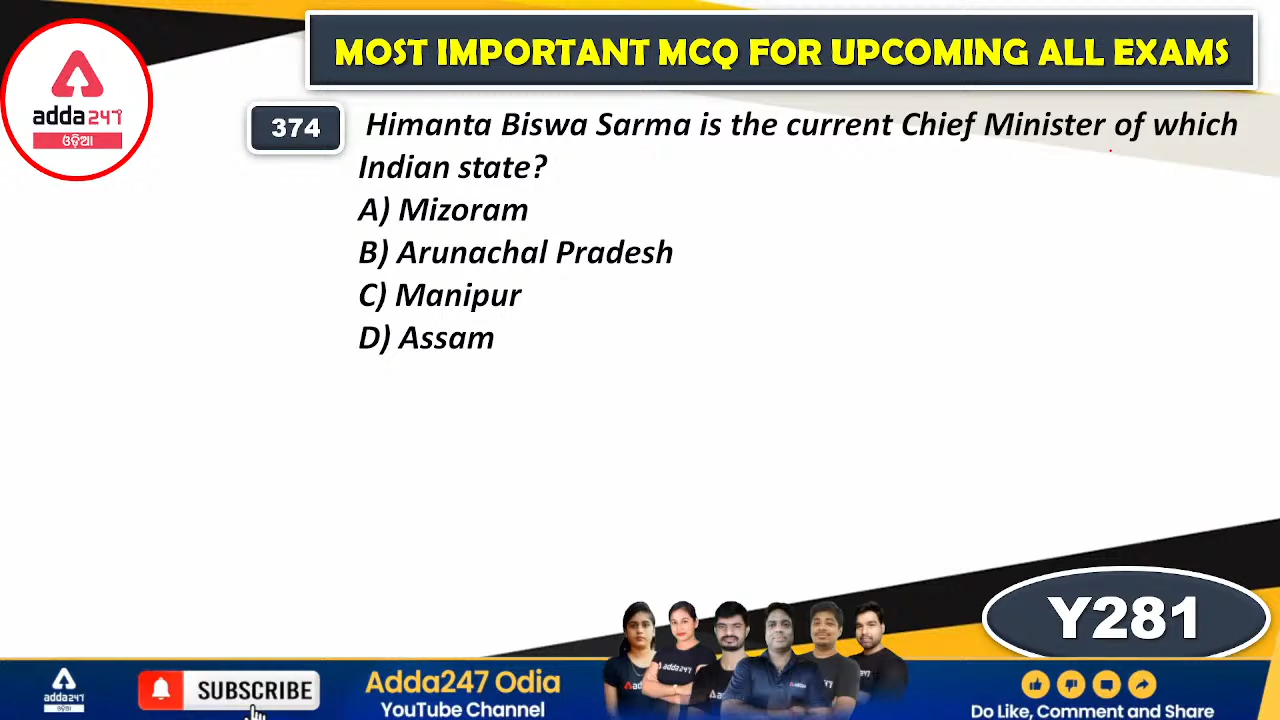 MOST IMPORTANT MCQ FOR UPCOMING ALL EXAMS
adda247
ଓଡ଼ିଆ
374
Himanta Biswa Sarma is the current Chief Minister of which
Indian state?
A) Mizoram
B) Arunachal Pradesh
C) Manipur
D) Assam
Y281
adda247
ଓଡ଼ିଆ
SUBSCRIBE
Adda247 Odia
YouTube Channel
adda247
Do Like, Comment and Share